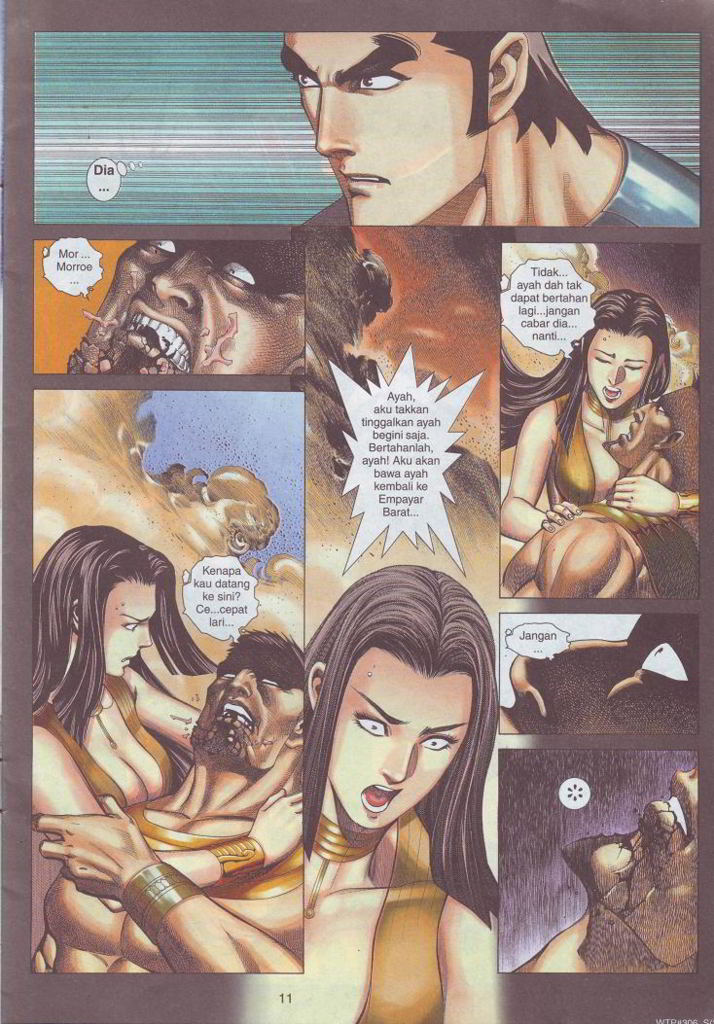 Dia
...
Mor ...
Morroe
...
Tidak...
ayah dah tak
dapat bertahan
lagi...jangan
cabar dia...
nanti...
Ayah,
aku takkan
tinggalkan ayah
begini saja.
Bertahanlah,
ayah! Aku akan
bawa ayah
kembali ke
Empayar
Barat...
Kenapa
kau datang
ke sini?
Ce...cepat
lari...
Jangan
...
11